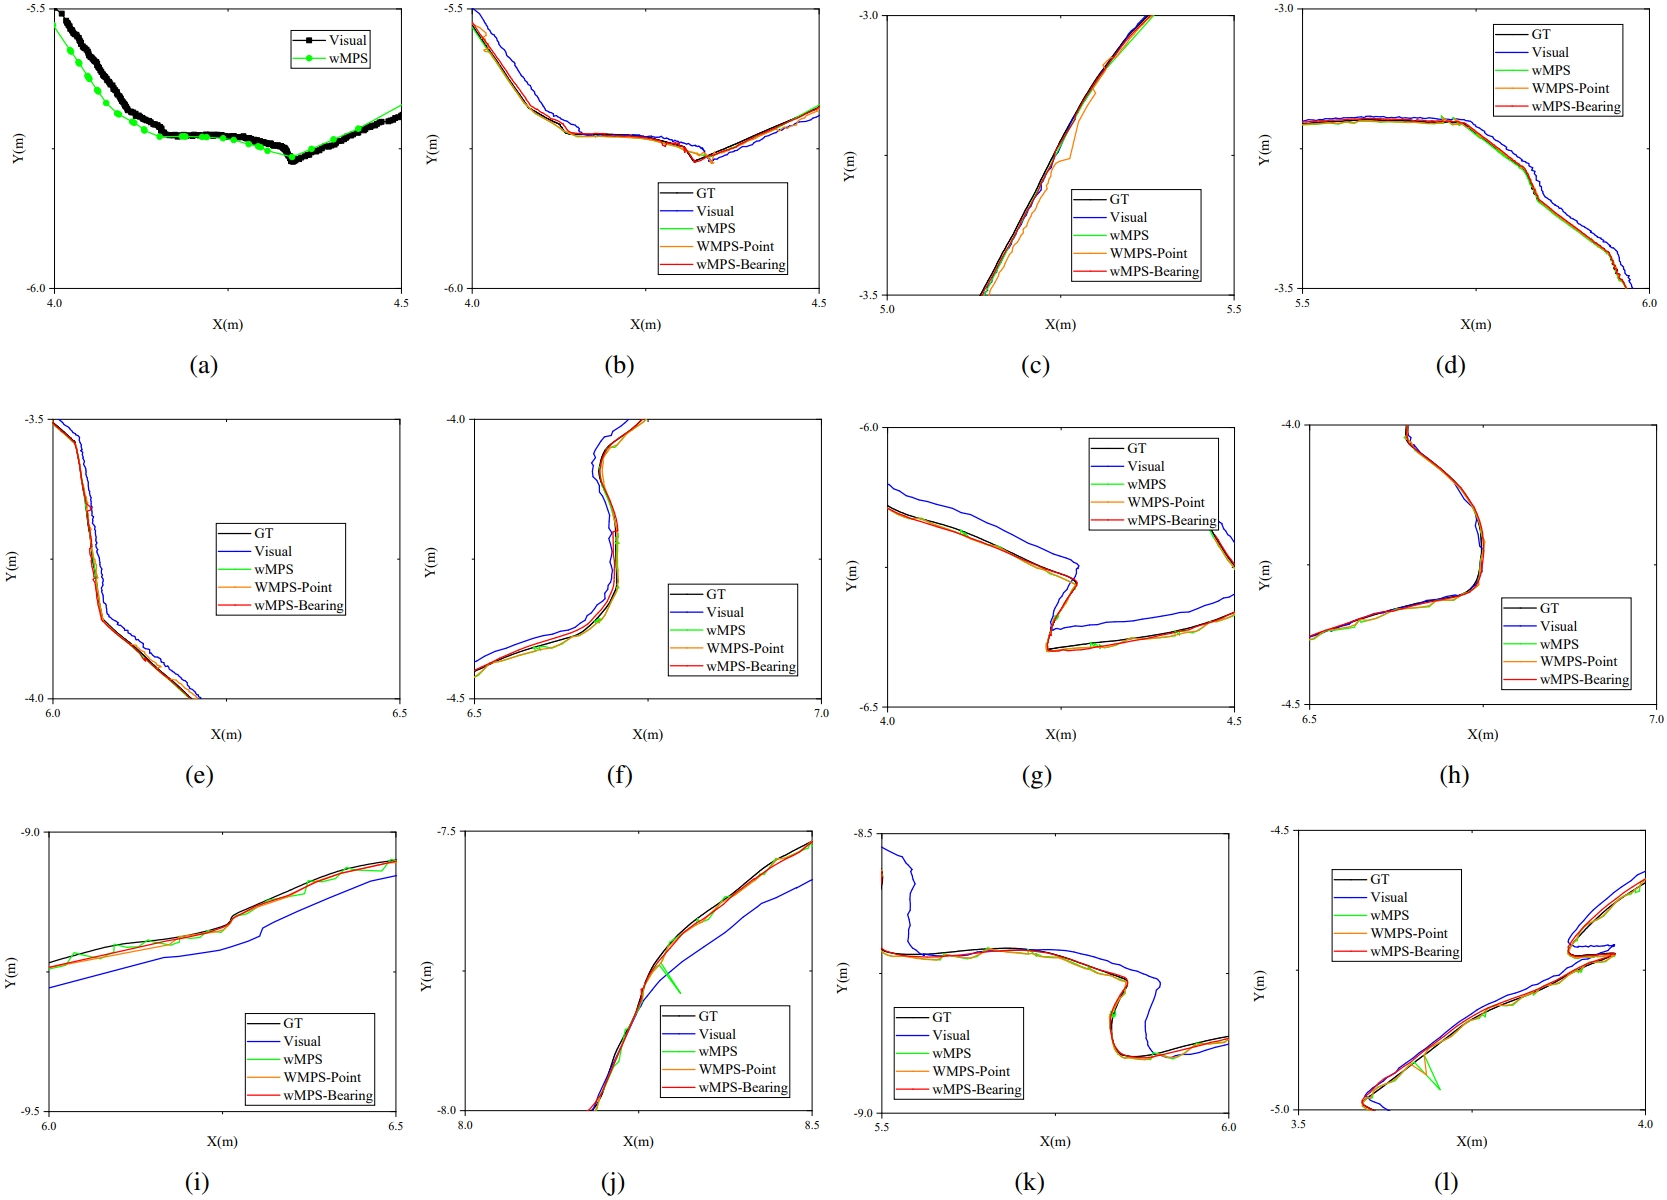 -5.5
Visual
wMPS
Y(m)
-6.0
4.0
4.5
X(m)
(a)
-5.5
GT
Visual
wMPS
WMPS-Point
wMPS-Bearing
Y(m)
-6.0
4.0
4.5
X(m)
(b)
-3.0
GT
Visual
wMPS
WMPS-Point
wMPS-Bearing
Y(m)
-3.5
5.0
5.5
X(m)
(c)
-3.0
GT
Visual
wMPS
WMPS-Point
wMPS-Bearing
Y(m)
-3.5
5.5
6.0
X(m)
(d)
-3.5
GT
Visual
wMPS
WMPS-Point
wMPS-Bearing
Y(m)
-4.0
6.0
6.5
X(m)
(e)
-4.0
GT
Visual
wMPS
WMPS-Point
wMPS-Bearing
Y(m)
-4.5
6.5
7.0
X(m)
(f)
-6.0
GT
Visual
wMPS
WMPS-Point
wMPS-Bearing
Y(m)
-6.5
4.0
4.5
X(m)
(g)
-4.0
GT
Visual
wMPS
WMPS-Point
wMPS-Bearing
Y(m)
-4.5
6.5
7.0
X(m)
(h)
-9.0
GT
Visual
wMPS
WMPS-Point
wMPS-Bearing
Y(m)
-9.5
6.0
6.5
X(m)
(i)
-7.5
GT
Visual
wMPS
WMPS-Point
wMPS-Bearing
Y(m)
-8.0
8.0
8.5
X(m)
(j)
-8.5
GT
Visual
wMPS
WMPS-Point
wMPS-Bearing
Y(m)
-9.0
5.5
6.0
X(m)
(k)
-4.5
GT
Visual
wMPS
WMPS-Point
wMPS-Bearing
Y(m)
-5.0
3.5
4.0
X(m)
(l)